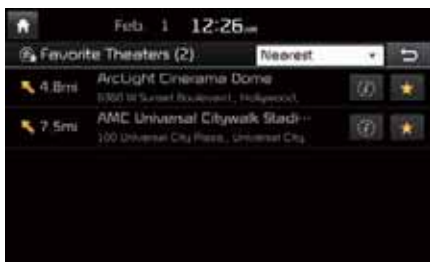 Feb. 1 12:26 AM
Favorite Theaters (2) Nearest
4.8mi ArcLight Cinerama Dome
6360 W Sunset Boulevard, Hollywood,
7.5mi AMC Universal Citywalk Stadi...
100 Universal City Plaza, Universal City,